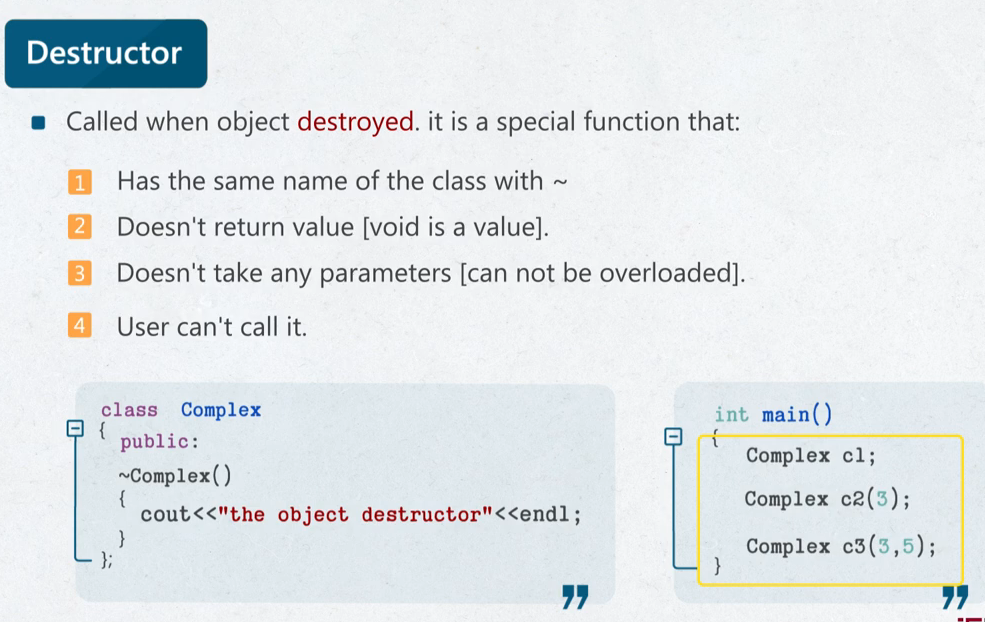 Destructor
Called when object destroyed. it is a special function that:
1 Has the same name of the class with ~
2 Doesn't return value [void is a value].
3 Doesn't take any parameters [can not be overloaded].
4 User can't call it.
class Complex
{
public:
~Complex()
{
cout<<"the object destructor"<<endl;
}
};
int main()
{
Complex c1;
Complex c2(3);
Complex c3(3,5);
}